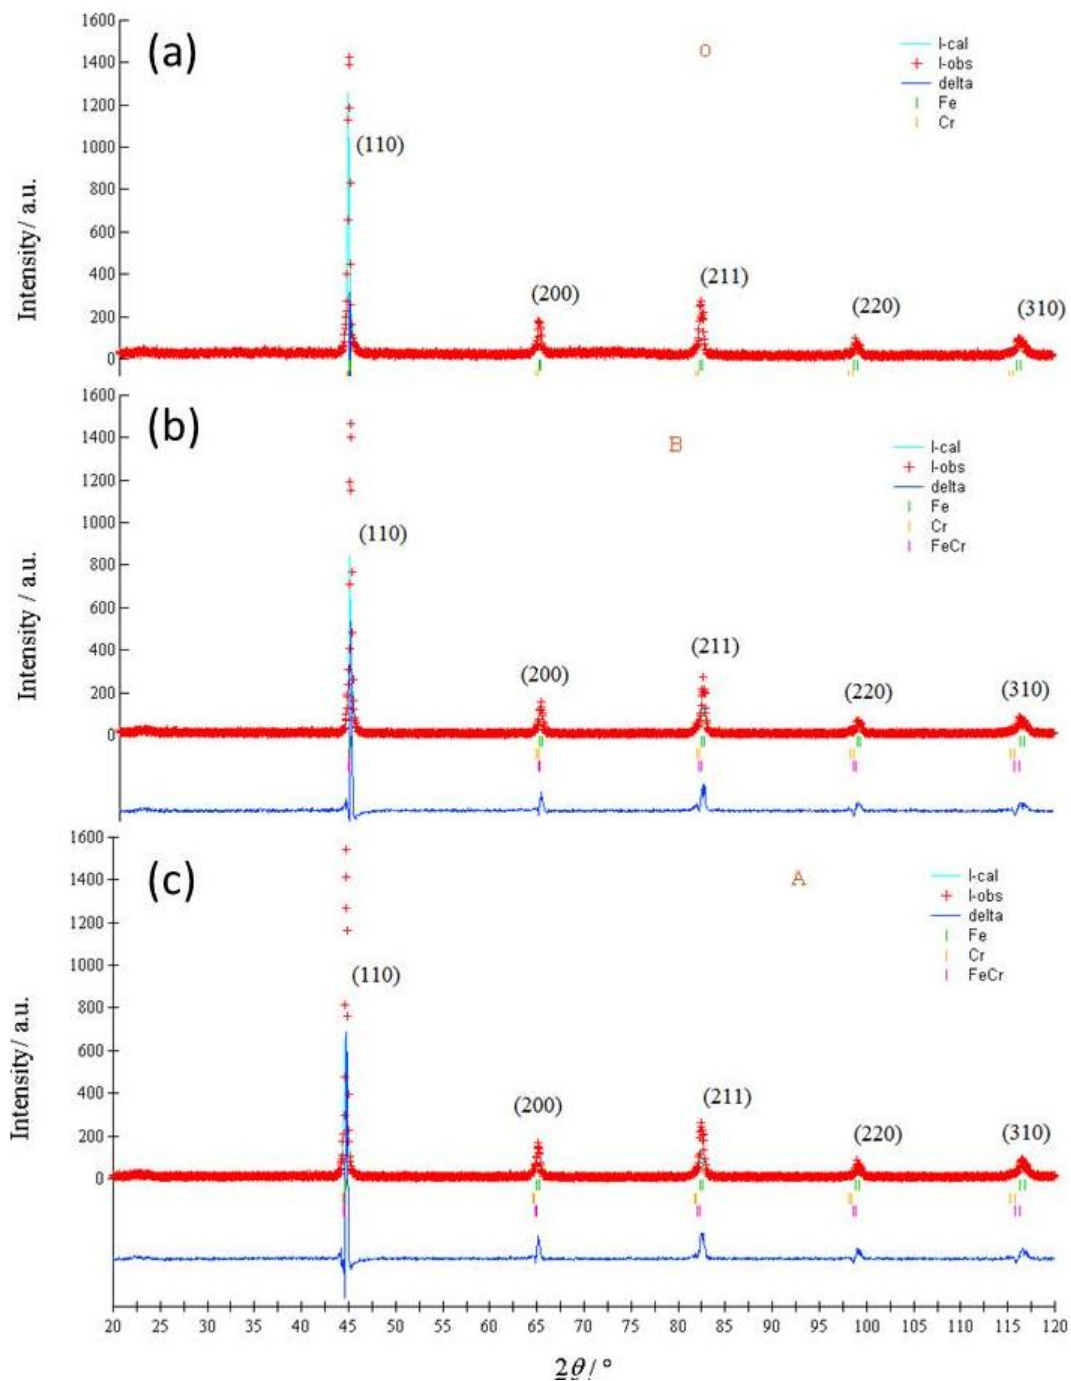 (a)
O
I-cal
I-obs
delta
Fe
Cr
1600
1400
1200
1000
800
600
400
200
0
Intensity/ a.u.
(110)
(200)
(211)
(220)
(310)
(b)
B
I-cal
I-obs
delta
Fe
Cr
FeCr
1600
1400
1200
1000
800
600
400
200
0
Intensity / a.u.
(110)
(200)
(211)
(220)
(310)
(c)
A
I-cal
I-obs
delta
Fe
Cr
FeCr
1600
1400
1200
1000
800
600
400
200
0
Intensity/ a.u.
(110)
(200)
(211)
(220)
(310)
20 25 30 35 40 45 50 55 60 65 70 75 80 85 90 95 100 105 110 115 120
2θ/ °